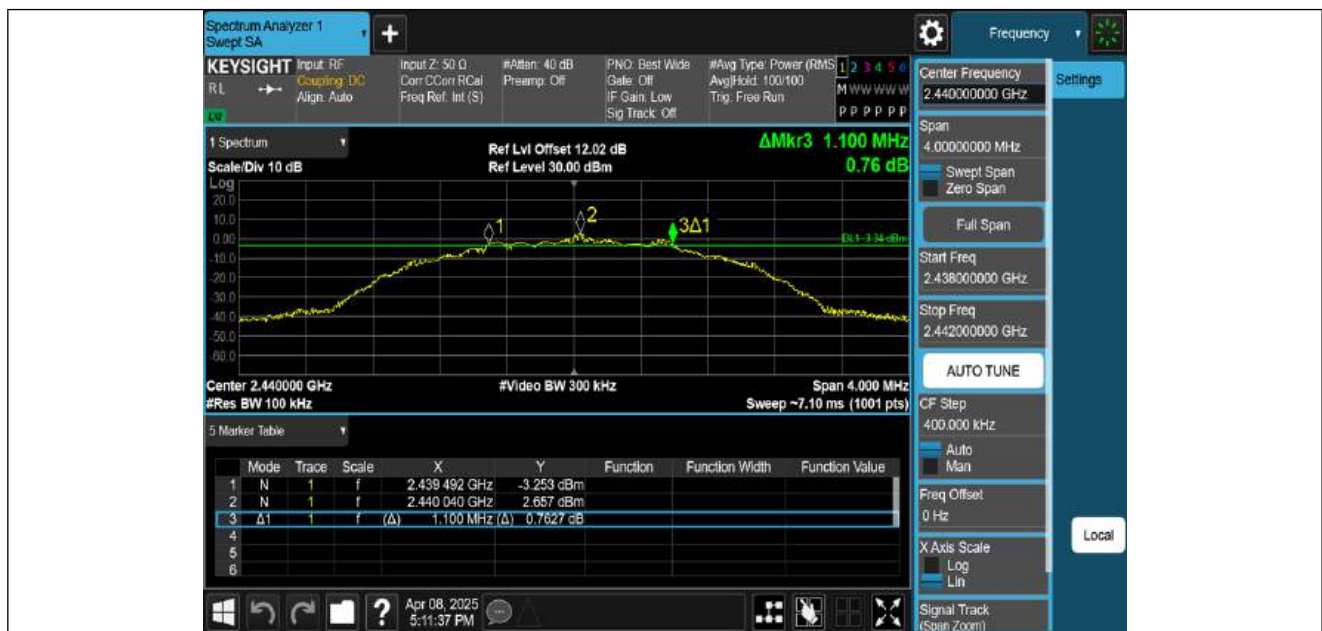 Spectrum Analyzer 1
Swept SA
+
Frequency
KEYSIGHT
RL
Input: RF
Coupling: DC
Align: Auto
Input Z: 50 Ω
Corr CCorr RCal
Freq Ref: Int (S)
#Atten: 40 dB
Preamp: Off
PNO: Best Wide
Gate: Off
IF Gain: Low
Sig Track: Off
#Avg Type: Power (RMS
Avg|Hold: 100/100
Trig: Free Run
1 2 3 4 5 6
M W W W W W
P P P P P P
1 Spectrum
Scale/Div 10 dB
Ref Lvl Offset 12.02 dB
Ref Level 30.00 dBm
ΔMkr3 1.100 MHz
0.76 dB
Log
20.0
10.0
0.00
-10.0
-20.0
-30.0
-40.0
-50.0
-60.0
1
2
3Δ1
DL1 -3.34 dBm
Center 2.440000 GHz
#Res BW 100 kHz
#Video BW 300 kHz
Span 4.000 MHz
Sweep ~7.10 ms (1001 pts)
5 Marker Table
Mode Trace Scale X Y Function Function Width Function Value
1 N 1 f 2.439 492 GHz -3.253 dBm
2 N 1 f 2.440 040 GHz 2.657 dBm
3 Δ1 1 f (Δ) 1.100 MHz (Δ) 0.7627 dB
4
5
6
?
Apr 08, 2025
5:11:37 PM
Center Frequency
2.440000000 GHz
Settings
Span
4.00000000 MHz
Swept Span
Zero Span
Full Span
Start Freq
2.438000000 GHz
Stop Freq
2.442000000 GHz
AUTO TUNE
CF Step
400.000 kHz
Auto
Man
Freq Offset
0 Hz
X Axis Scale
Log
Lin
Signal Track
(Span Zoom)
Local